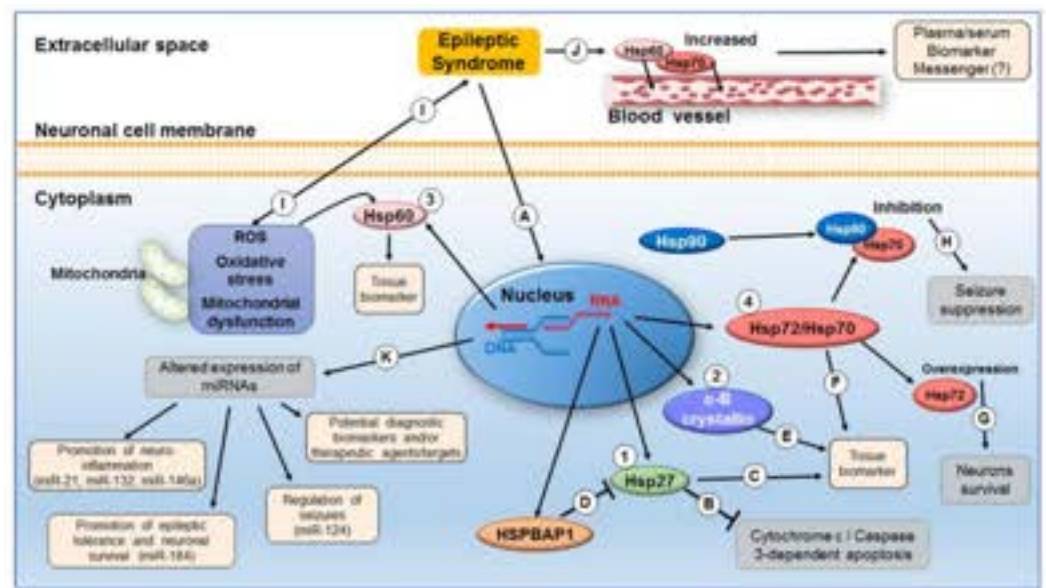 Extracellular space
Epileptic
Syndrome
J
Hsp60
Hsp70
Increased
Plasma/serum
Biomarker
Messenger (?)
Blood vessel
I
Neuronal cell membrane
Cytoplasm
I
Hsp60
3
A
ROS
Oxidative
stress
Mitochondrial
dysfunction
Mitochondria
Tissue
biomarker
Nucleus
RNA
DNA
Hsp90
Hsp90
Hsp70
Inhibition
H
Seizure
suppression
4
Hsp72/Hsp70
F
Overexpression
Hsp72
G
Neurons
survival
K
Altered expression of
miRNAs
2
α-B
crystallin
E
Tissue
biomarker
1
Hsp27
C
B
D
HSPBAP1
Cytochrome c / Caspase
3-dependent apoptosis
Potential diagnostic
biomarkers and/or
therapeutic agents/targets
Promotion of neuro-
inflammation
(miR-21, miR-132, miR-146a)
Regulation of
seizures
(miR-124)
Promotion of epileptic
tolerance and neuronal
survival (miR-184)